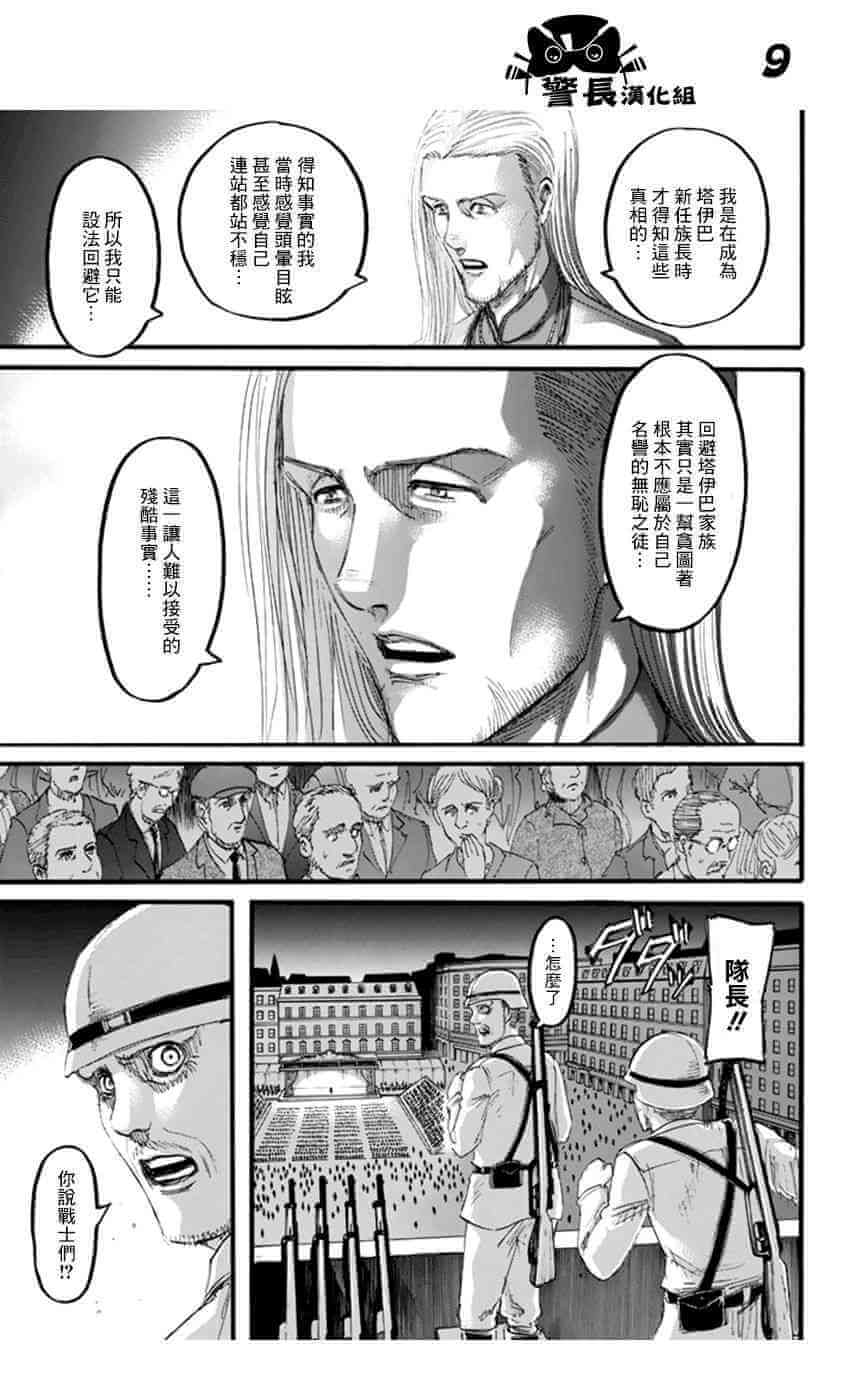 警長漢化組
9
我是在成為
塔伊巴
新任族長時
才得知這些
真相的…
得知事實的我
當時感覺頭暈目眩
甚至感覺自己
連站都站不穩…
所以我只能
設法回避它…
回避塔伊巴家族
其實只是一幫貪圖著
根本不應屬於自己
名譽的無恥之徒…
這一讓人難以接受的
殘酷事實……
隊長!!
ダダダッ
…怎麼了
你說戰士們!?